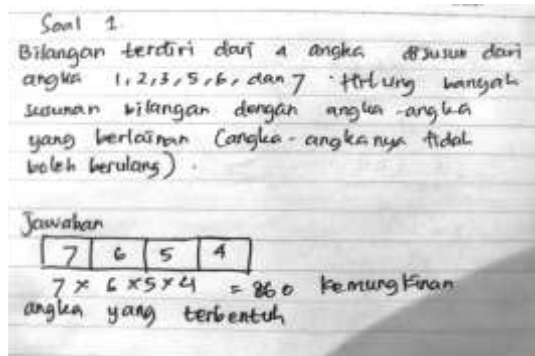 Soal 1
Bilangan terdiri dari 4 angka disusun dari
angka 1, 2, 3, 5, 6, dan 7. Hitung banyak
susunan bilangan dengan angka-angka
yang berlainan (angka-angkanya tidak
boleh berulang).
Jawaban
7 6 5 4
7 x 6 x 5 x 4 = 860 kemungkinan
angka yang terbentuk